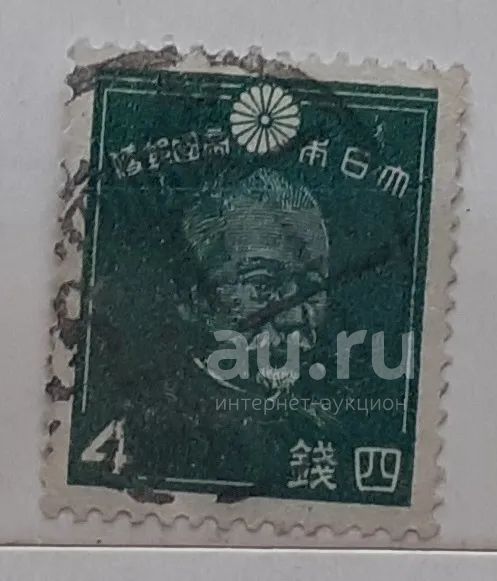 大日本帝國郵便
au.ru
интернет-аукцион
4 四錢